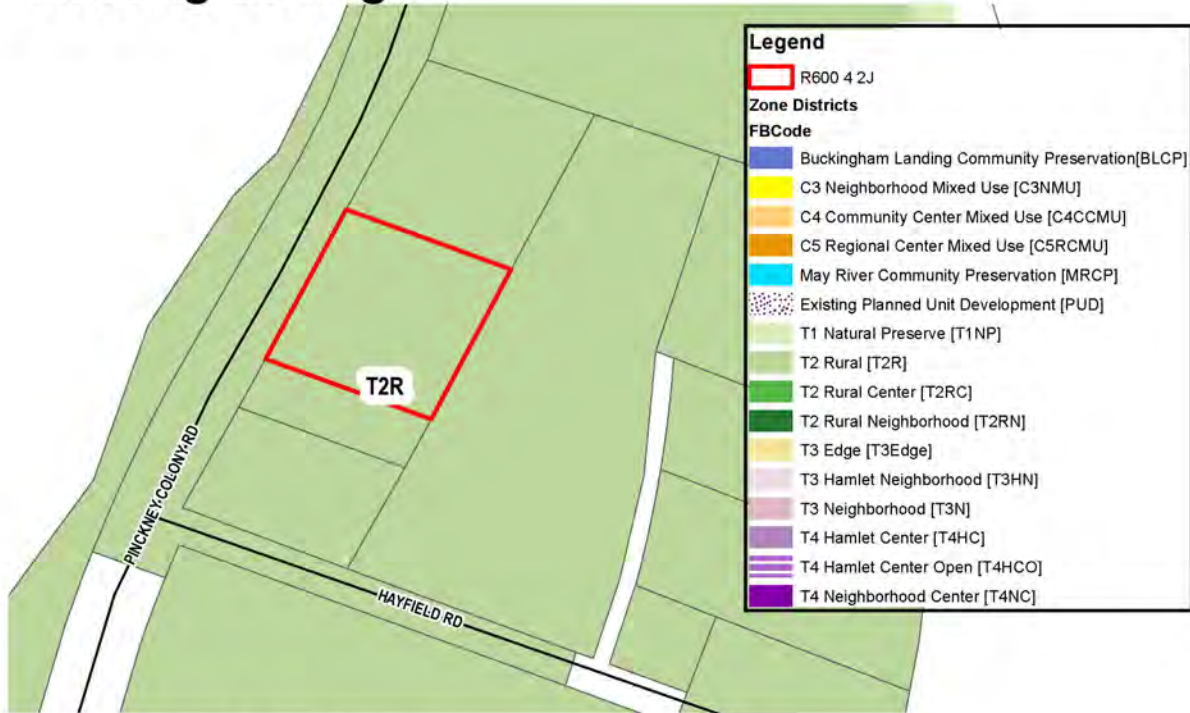 Legend
R600 4 2J
Zone Districts
FBCode
Buckingham Landing Community Preservation[BLCP]
C3 Neighborhood Mixed Use [C3NMU]
C4 Community Center Mixed Use [C4CCMU]
C5 Regional Center Mixed Use [C5RCMU]
May River Community Preservation [MRCP]
Existing Planned Unit Development [PUD]
T1 Natural Preserve [T1NP]
T2 Rural [T2R]
T2 Rural Center [T2RC]
T2 Rural Neighborhood [T2RN]
T3 Edge [T3Edge]
T3 Hamlet Neighborhood [T3HN]
T3 Neighborhood [T3N]
T4 Hamlet Center [T4HC]
T4 Hamlet Center Open [T4HCO]
T4 Neighborhood Center [T4NC]
T2R
PINCKNEY COLONY RD
HAYFIELD RD